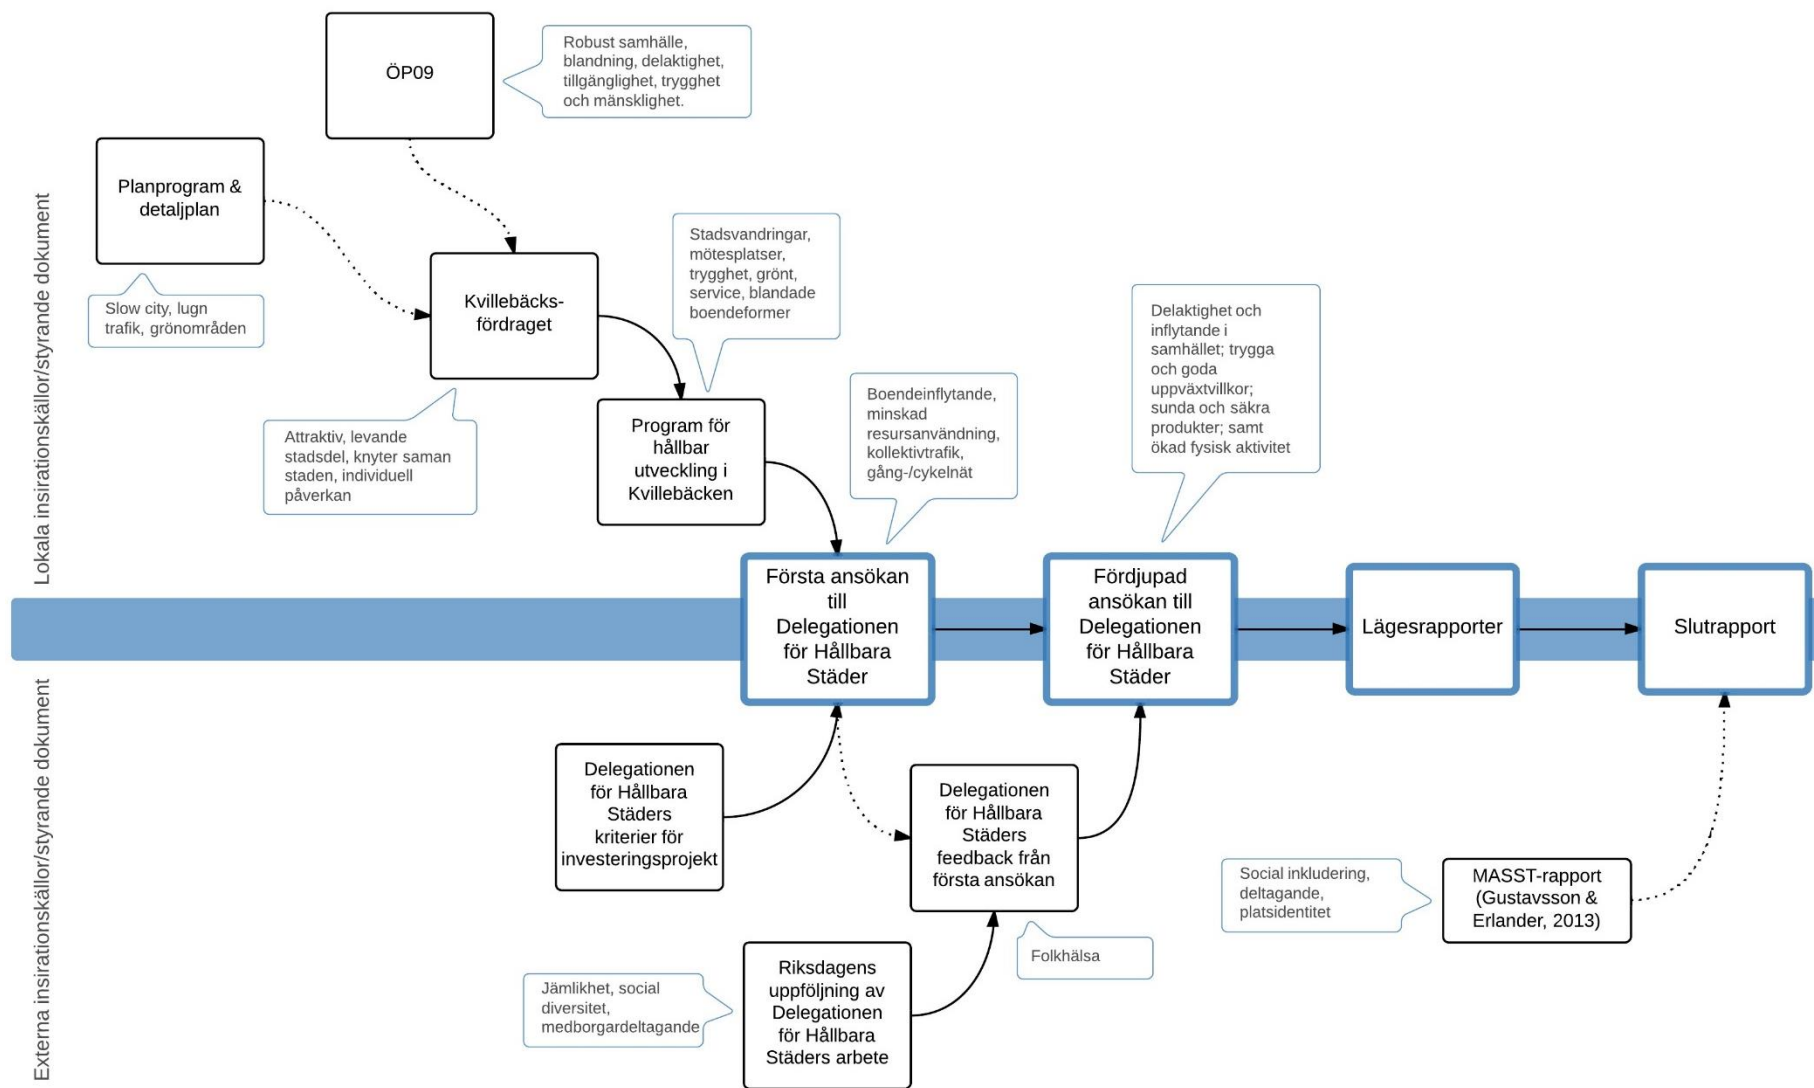 ÖP09
Robust samhälle,
blandning, delaktighet,
tillgänglighet, trygghet
och mänsklighet.
Planprogram &
detaljplan
Slow city, lugn
trafik, grönområden
Kvillebäcks-
fördraget
Attraktiv, levande
stadsdel, knyter saman
staden, individuell
påverkan
Stadsvandringar,
mötesplatser,
trygghet, grönt,
service, blandade
boendeformer
Program för
hållbar
utveckling i
Kvillebäcken
Boendeinflytande,
minskad
resursanvändning,
kollektivtrafik,
gång-/cykelnät
Delaktighet och
inflytande i
samhället; trygga
och goda
uppväxtvillkor;
sunda och säkra
produkter; samt
ökad fysisk aktivitet
Lokala insirationskällor/styrande dokument
Första ansökan
till
Delegationen
för Hållbara
Städer
Fördjupad
ansökan till
Delegationen
för Hållbara
Städer
Lägesrapporter
Slutrapport
Externa insirationskällor/styrande dokument
Delegationen
för Hållbara
Städers
kriterier för
investeringsprojekt
Delegationen
för Hållbara
Städers
feedback från
första ansökan
Folkhälsa
Jämlikhet, social
diversitet,
medborgardeltagande
Riksdagens
uppföljning av
Delegationen
för Hållbara
Städers arbete
Social inkludering,
deltagande,
platsidentitet
MASST-rapport
(Gustavsson &
Erlander, 2013)